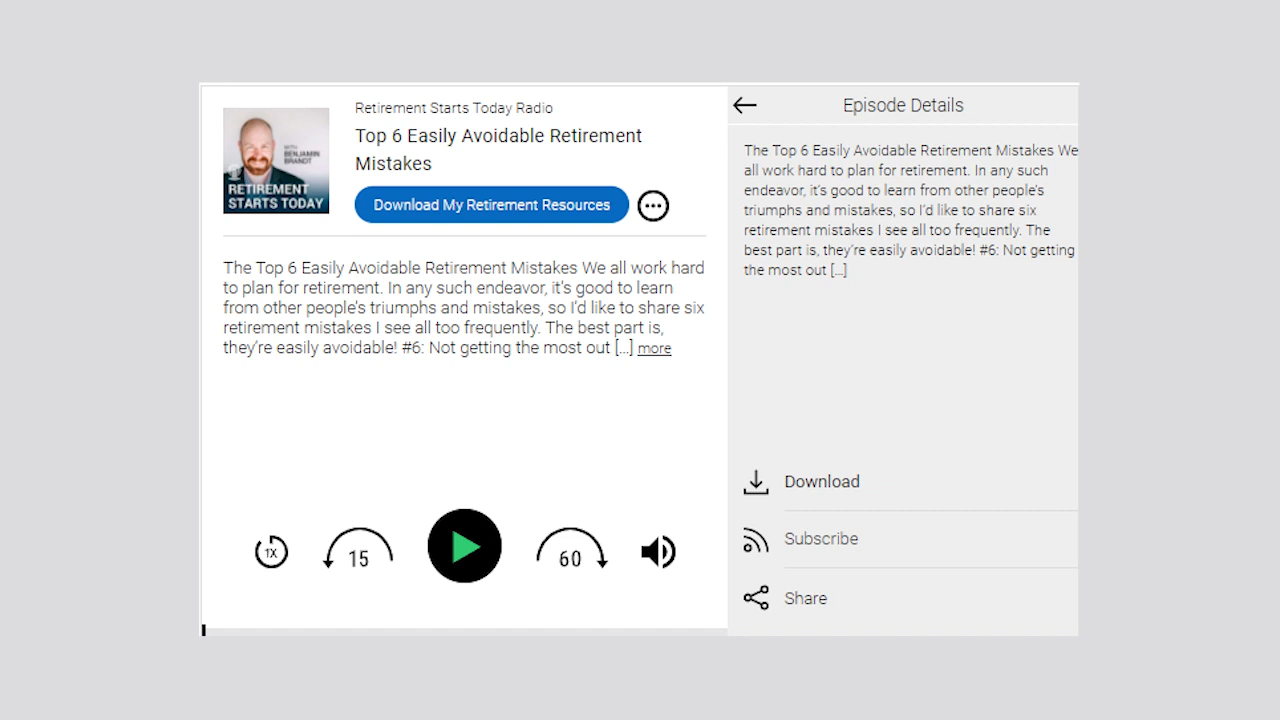 Retirement Starts Today Radio
Top 6 Easily Avoidable Retirement
Mistakes
WITH
BENJAMIN
BRANDT
RETIREMENT
STARTS TODAY
Download My Retirement Resources
The Top 6 Easily Avoidable Retirement Mistakes We all work hard
to plan for retirement. In any such endeavor, it's good to learn
from other people's triumphs and mistakes, so I'd like to share six
retirement mistakes I see all too frequently. The best part is,
they're easily avoidable! #6: Not getting the most out [...] more
1X
15
60
Episode Details
The Top 6 Easily Avoidable Retirement Mistakes We
all work hard to plan for retirement. In any such
endeavor, it's good to learn from other people's
triumphs and mistakes, so I'd like to share six
retirement mistakes I see all too frequently. The
best part is, they're easily avoidable! #6: Not getting
the most out [...]
Download
Subscribe
Share